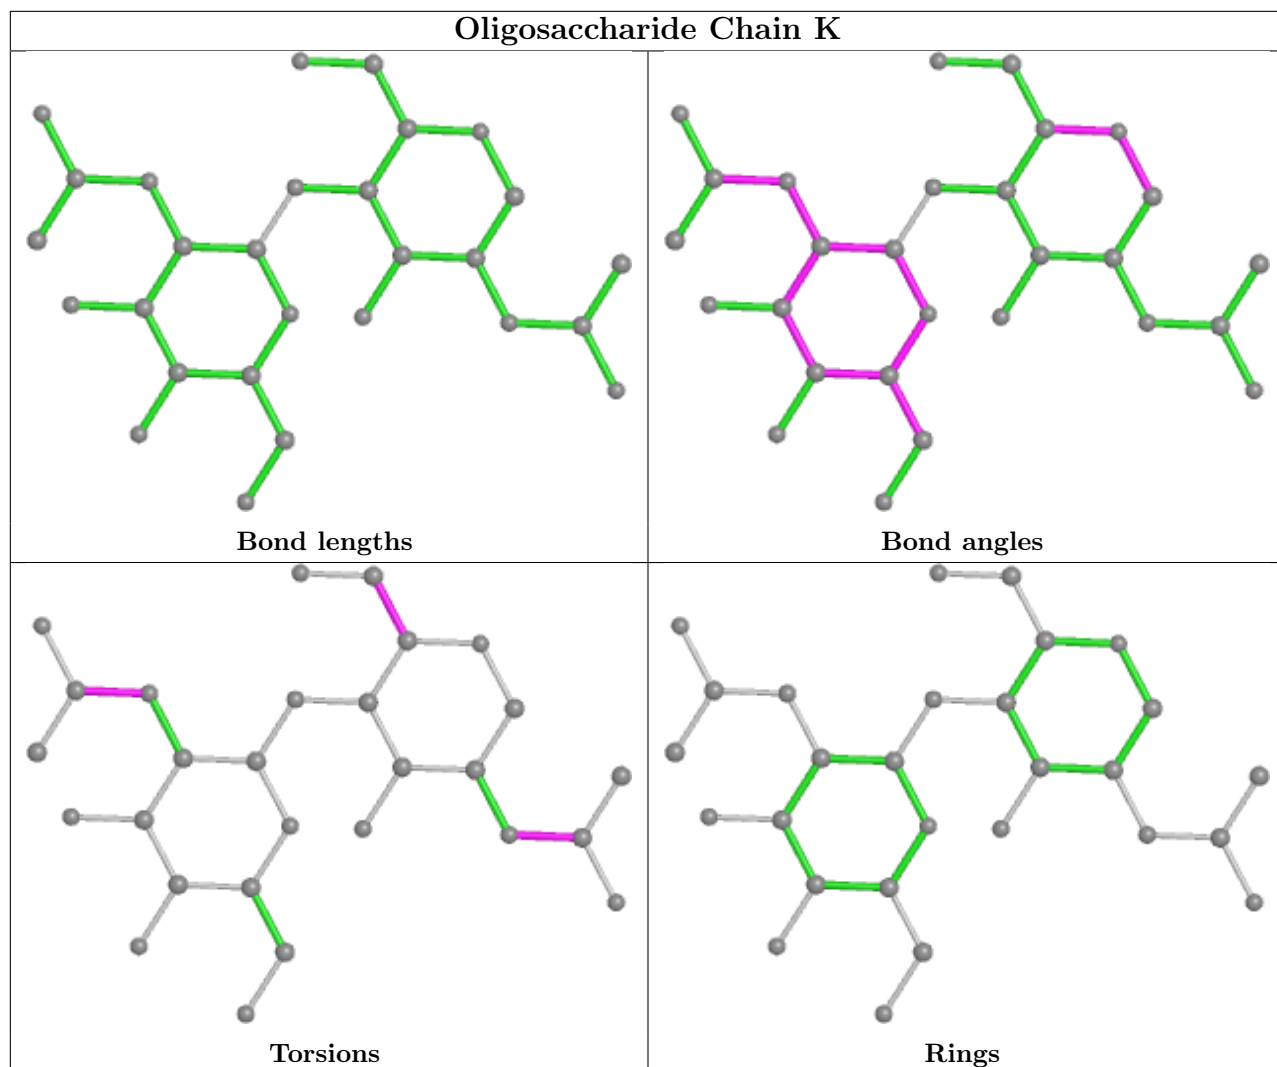 Oligosaccharide Chain K
Bond lengths
Bond angles
Torsions
Rings